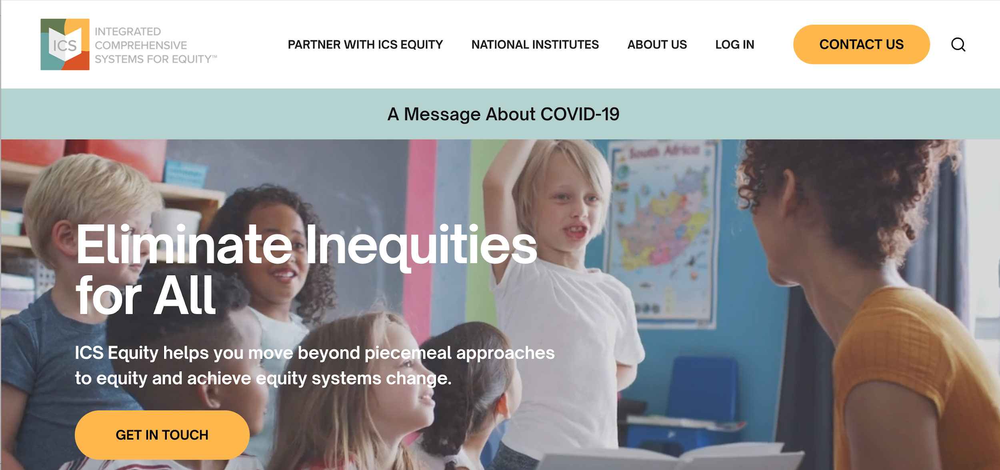 ICS
INTEGRATED
COMPREHENSIVE
SYSTEMS FOR EQUITY™
PARTNER WITH ICS EQUITY
NATIONAL INSTITUTES
ABOUT US
LOG IN
CONTACT US
A Message About COVID-19
South Africa
Eliminate Inequities
for All
ICS Equity helps you move beyond piecemeal approaches
to equity and achieve equity systems change.
GET IN TOUCH